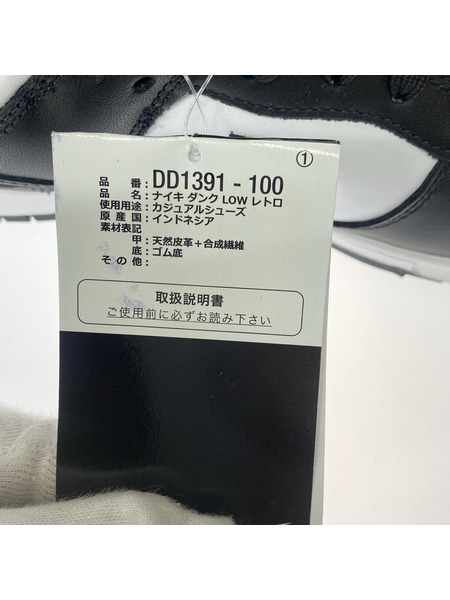 ①
品 番：DD1391 - 100
品 名：ナイキ ダンク LOW レトロ
使用用途：カジュアルシューズ
原 産 国：インドネシア
素材表記
甲：天然皮革＋合成繊維
底：ゴム底
そ の 他：
取扱説明書
ご使用前に必ずお読み下さい